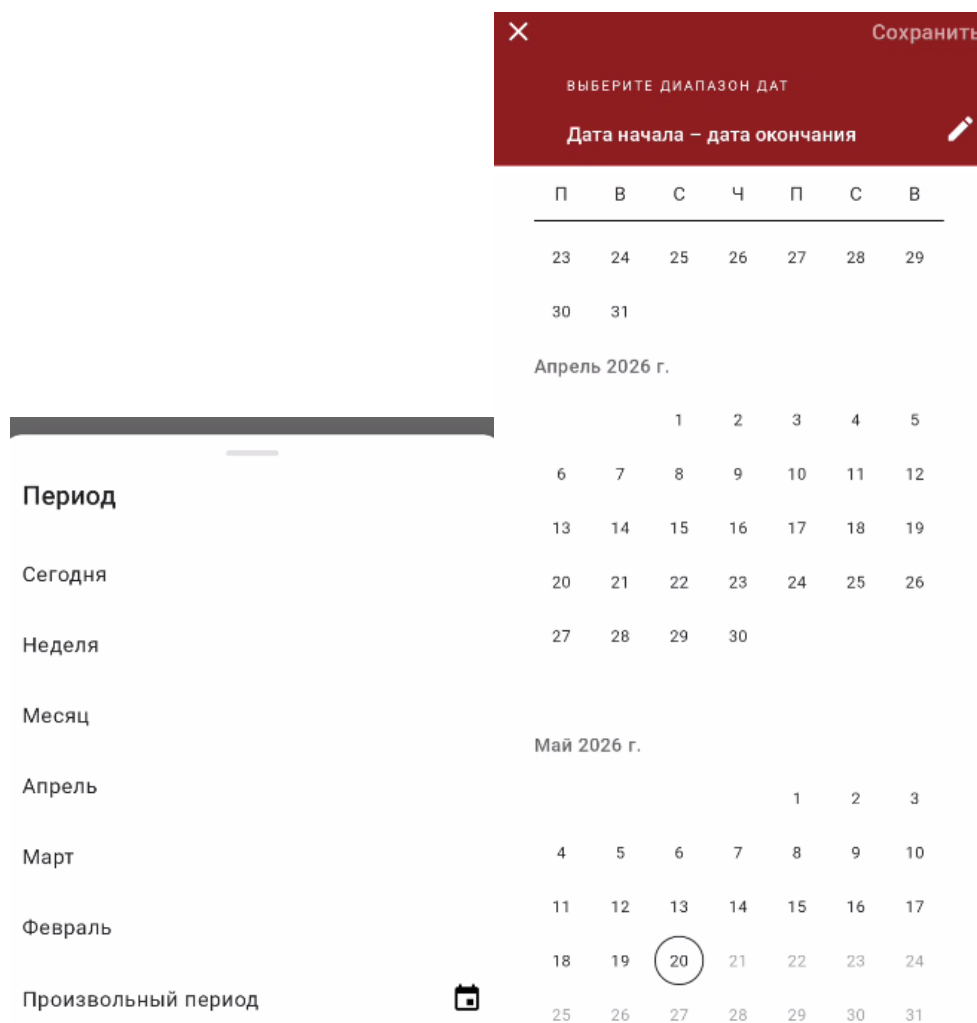 Период
Сегодня
Неделя
Месяц
Апрель
Март
Февраль
Произвольный период
Сохранить
ВЫБЕРИТЕ ДИАПАЗОН ДАТ
Дата начала – дата окончания
П В С Ч П С В
23 24 25 26 27 28 29
30 31
Апрель 2026 г.
1 2 3 4 5
6 7 8 9 10 11 12
13 14 15 16 17 18 19
20 21 22 23 24 25 26
27 28 29 30
Май 2026 г.
1 2 3
4 5 6 7 8 9 10
11 12 13 14 15 16 17
18 19 20 21 22 23 24
25 26 27 28 29 30 31